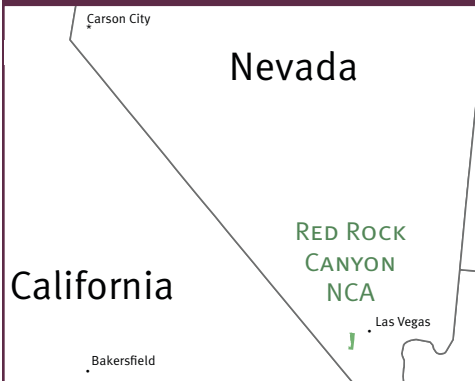 Carson City
Nevada
RED ROCK
CANYON
NCA
California
Las Vegas
Bakersfield